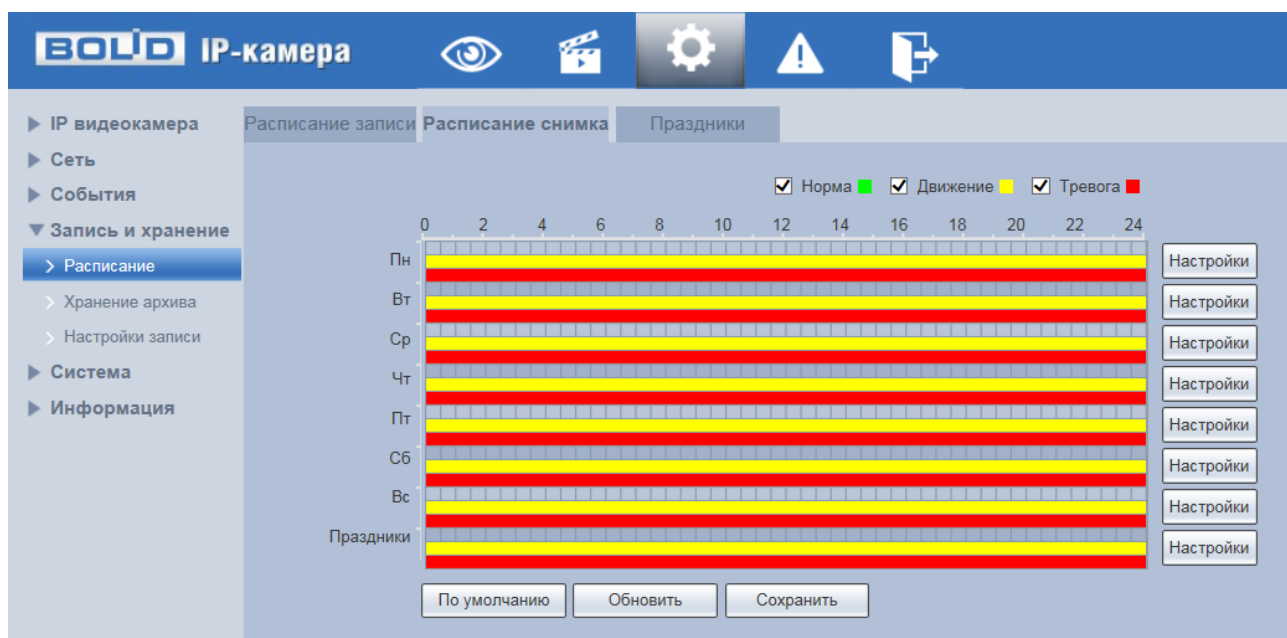 BOLID IP-камера
IP видеокамера
Сеть
События
Запись и хранение
Расписание
Хранение архива
Настройки записи
Система
Информация
Расписание записи Расписание снимка Праздники
Норма Движение Тревога
0 2 4 6 8 10 12 14 16 18 20 22 24
Пн Настройки
Вт Настройки
Ср Настройки
Чт Настройки
Пт Настройки
Сб Настройки
Вс Настройки
Праздники Настройки
По умолчанию Обновить Сохранить